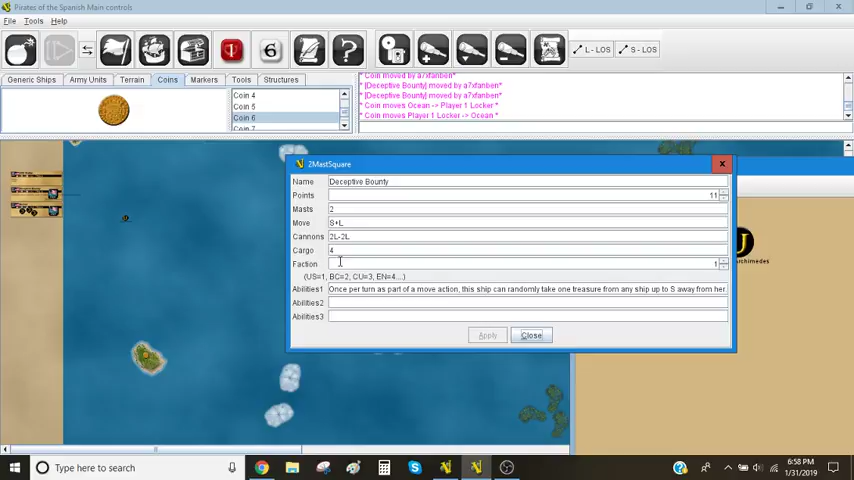 Pirates of the Spanish Main controls
File Tools Help
L - LOS
S - LOS
Generic Ships Army Units Terrain Coins Markers Tools Structures
Coin 4
Coin 5
Coin 6
Coin 7
* Coin moved by a7xfanben*
* [Deceptive Bounty] moved by a7xfanben*
* [Deceptive Bounty] moved by a7xfanben*
* Coin moves Ocean -> Player 1 Locker *
* Coin moves Player 1 Locker -> Ocean *
2MastSquare
Name Deceptive Bounty
Points 11
Masts 2
Move S+L
Cannons 2L-2L
Cargo 4
Faction 1
(US=1, BC=2, CU=3, EN=4...)
Abilities1 Once per turn as part of a move action, this ship can randomly take one treasure from any ship up to S away from her.
Abilities2
Abilities3
Apply Close
Archimedes
Type here to search
6:58 PM
1/31/2019